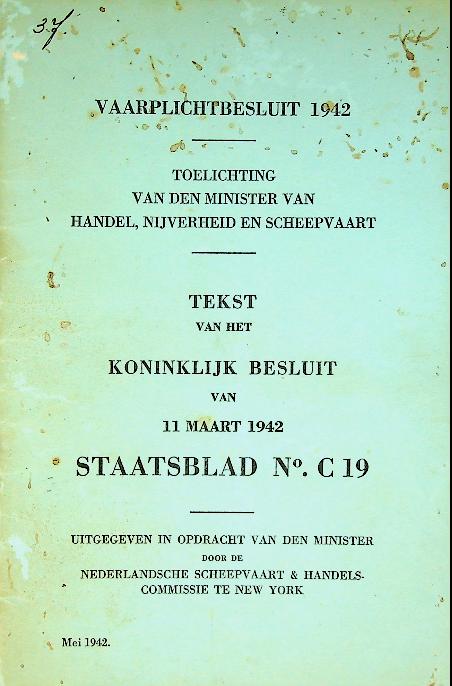 37.
VAARPLICHTBESLUIT 1942
TOELICHTING
VAN DEN MINISTER VAN
HANDEL, NIJVERHEID EN SCHEEPVAART
TEKST
VAN HET
KONINKLIJK BESLUIT
VAN
11 MAART 1942
STAATSBLAD Nº. C 19
UITGEGEVEN IN OPDRACHT VAN DEN MINISTER
DOOR DE
NEDERLANDSCHE SCHEEPVAART & HANDELS-
COMMISSIE TE NEW YORK
Mei 1942.